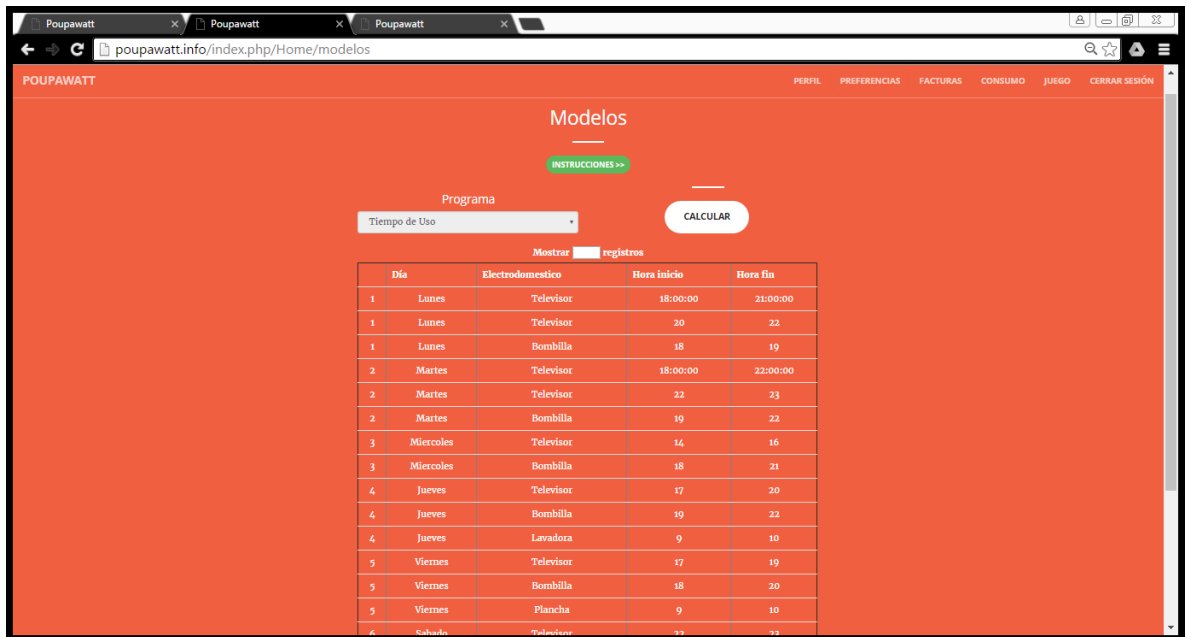 Poupawatt Poupawatt Poupawatt
poupawatt.info/index.php/Home/modelos
POUPAWATT PERFIL PREFERENCIAS FACTURAS CONSUMO JUEGO CERRAR SESIÓN
Modelos
INSTRUCCIONES >>
Programa
Tiempo de Uso CALCULAR
Mostrar registros
Día Electrodomestico Hora inicio Hora fin
1 Lunes Televisor 18:00:00 21:00:00
1 Lunes Televisor 20 22
1 Lunes Bombilla 18 19
2 Martes Televisor 18:00:00 22:00:00
2 Martes Televisor 22 23
2 Martes Bombilla 19 22
3 Miercoles Televisor 14 16
3 Miercoles Bombilla 18 21
4 Jueves Televisor 17 20
4 Jueves Bombilla 19 22
4 Jueves Lavadora 9 10
5 Viernes Televisor 17 19
5 Viernes Bombilla 18 20
5 Viernes Plancha 9 10
6 Sabado Televisor 22 23